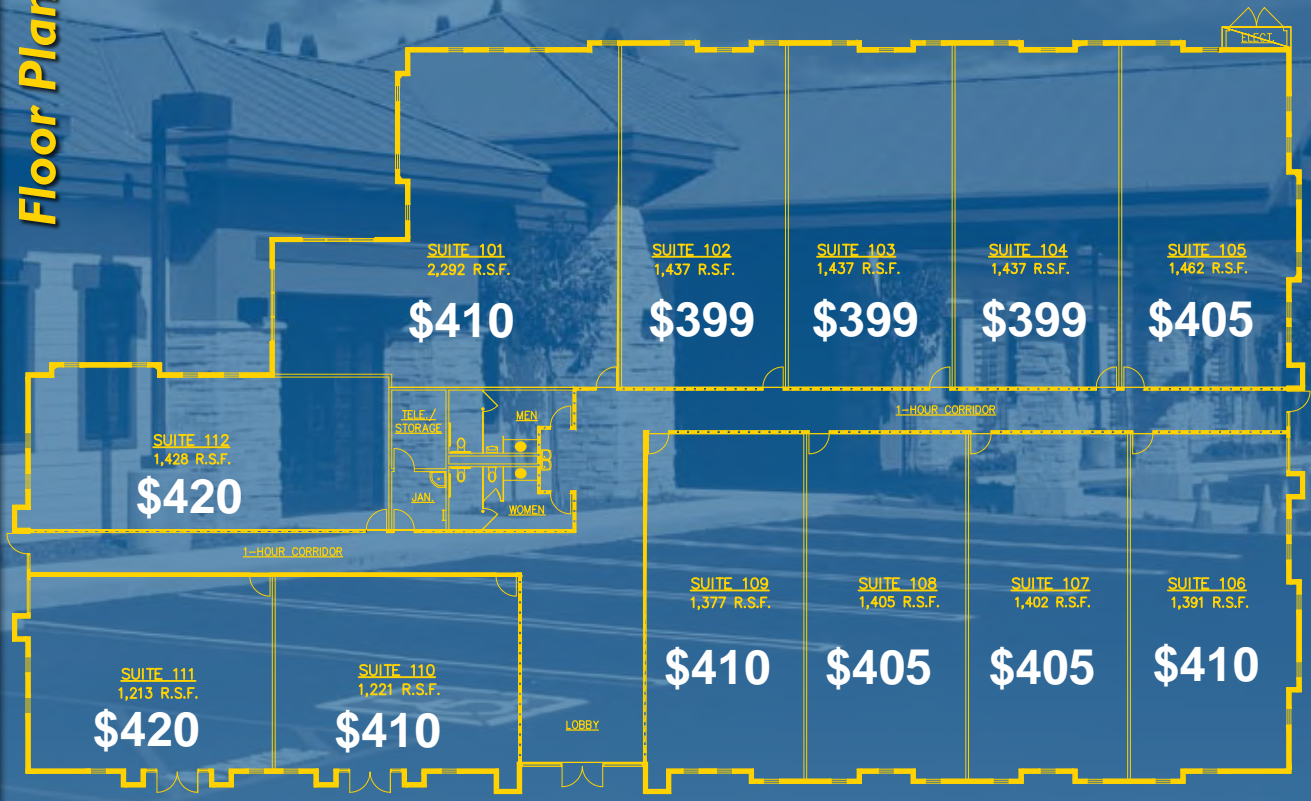 Floor Plan
ELECT.
SUITE 101
2,292 R.S.F.
$410
SUITE 102
1,437 R.S.F.
$399
SUITE 103
1,437 R.S.F.
$399
SUITE 104
1,437 R.S.F.
$399
SUITE 105
1,462 R.S.F.
$405
1-HOUR CORRIDOR
TELE./
STORAGE
MEN
JAN.
WOMEN
SUITE 112
1,428 R.S.F.
$420
1-HOUR CORRIDOR
SUITE 109
1,377 R.S.F.
$410
SUITE 108
1,405 R.S.F.
$405
SUITE 107
1,402 R.S.F.
$405
SUITE 106
1,391 R.S.F.
$410
SUITE 111
1,213 R.S.F.
$420
SUITE 110
1,221 R.S.F.
$410
LOBBY